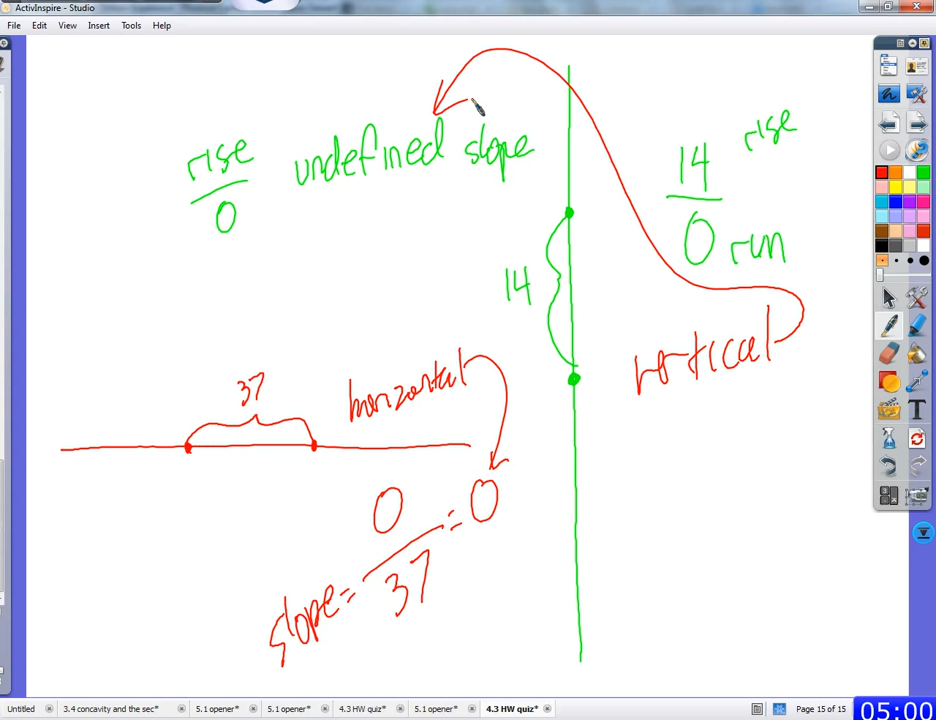 ActivInspire - Studio
File Edit View Insert Tools Help
rise
0
undefined slope
14
0
rise
run
14
vertical
37
horizontal
slope = 0 = 0
37
Untitled 3.4 concavity and the sec* 5.1 opener* 5.1 opener* 4.3 HW quiz* 5.1 opener* 4.3 HW quiz* Page 15 of 15
05:00